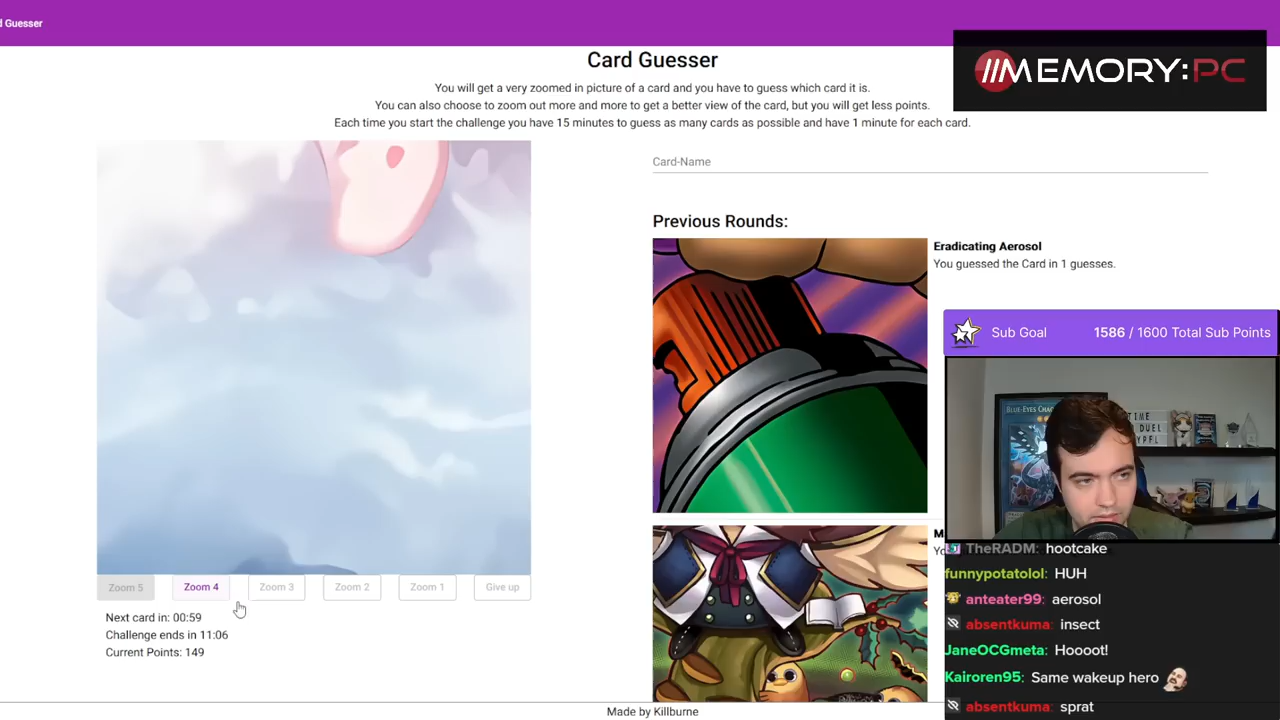 d Guesser
//MEMORY:PC
Card Guesser
You will get a very zoomed in picture of a card and you have to guess which card it is.
You can also choose to zoom out more and more to get a better view of the card, but you will get less points.
Each time you start the challenge you have 15 minutes to guess as many cards as possible and have 1 minute for each card.
Card-Name
Previous Rounds:
Eradicating Aerosol
You guessed the Card in 1 guesses.
Sub Goal 1586 / 1600 Total Sub Points
BLUE-EYES CHAO
TIME
DUEL
YPFL
M
Yo
TheRADM: hootcake
funnypotatolol: HUH
anteater99: aerosol
absentkuma: insect
JaneOCGmeta: Hoooot!
Kairoren95: Same wakeup hero
absentkuma: sprat
Zoom 5 Zoom 4 Zoom 3 Zoom 2 Zoom 1 Give up
Next card in: 00:59
Challenge ends in 11:06
Current Points: 149
Made by Killburne